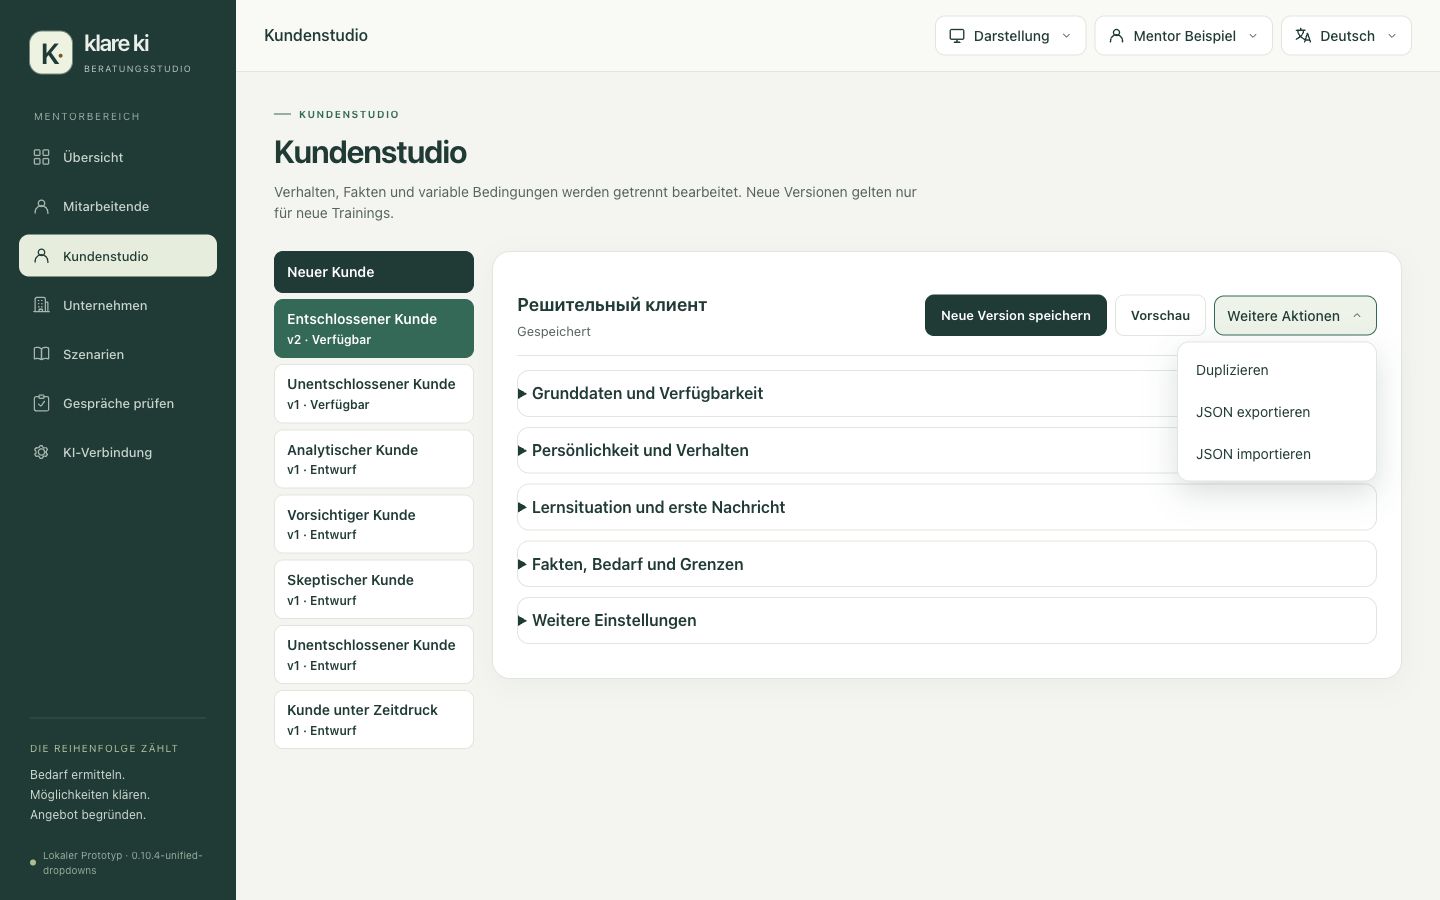 K
klare ki
BERATUNGSSTUDIO
MENTORBEREICH
Übersicht
Mitarbeitende
Kundenstudio
Unternehmen
Szenarien
Gespräche prüfen
KI-Verbindung
DIE REIHENFOLGE ZÄHLT
Bedarf ermitteln.
Möglichkeiten klären.
Angebot begründen.
Lokaler Prototyp · 0.10.4-unified-
dropdowns
Kundenstudio
Darstellung
Mentor Beispiel
Deutsch
KUNDENSTUDIO
Kundenstudio
Verhalten, Fakten und variable Bedingungen werden getrennt bearbeitet. Neue Versionen gelten nur
für neue Trainings.
Neuer Kunde
Entschlossener Kunde
v2 · Verfügbar
Unentschlossener Kunde
v1 · Verfügbar
Analytischer Kunde
v1 · Entwurf
Vorsichtiger Kunde
v1 · Entwurf
Skeptischer Kunde
v1 · Entwurf
Unentschlossener Kunde
v1 · Entwurf
Kunde unter Zeitdruck
v1 · Entwurf
Решительный клиент
Gespeichert
Neue Version speichern
Vorschau
Weitere Aktionen
Duplizieren
JSON exportieren
JSON importieren
Grunddaten und Verfügbarkeit
Persönlichkeit und Verhalten
Lernsituation und erste Nachricht
Fakten, Bedarf und Grenzen
Weitere Einstellungen